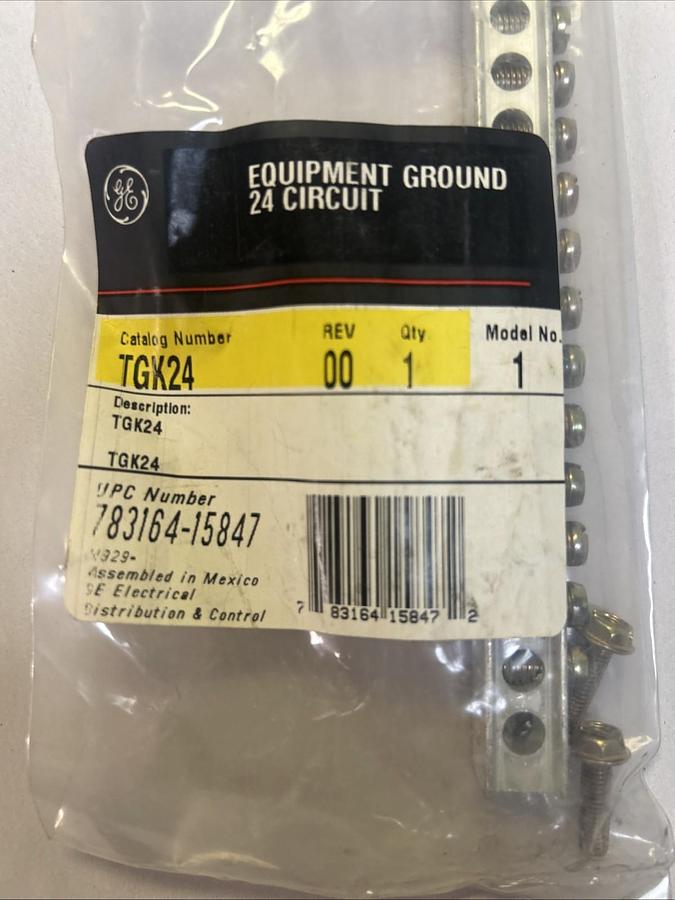 GE
EQUIPMENT GROUND
24 CIRCUIT
Catalog Number REV Qty Model No.
TGK24 00 1 1
Description:
TGK24
TGK24
UPC Number
783164-15847
Assembled in Mexico
GE Electrical
Distribution & Control
7 83164 15847 2